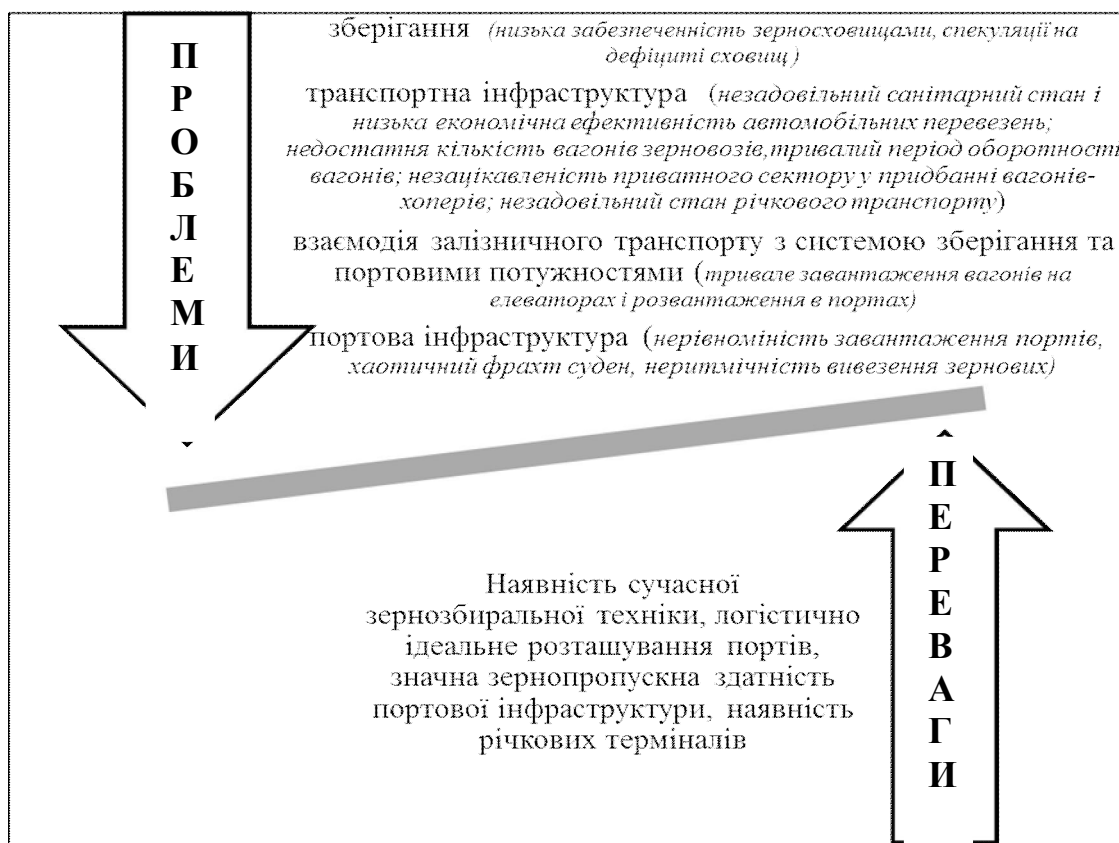 ПРОБЛЕМИ
зберігання (низька забезпеченність зерносховищами, спекуляції на
дефіциті сховищ)
транспортна інфраструктура (незадовільний санітарний стан і
низька економічна ефективність автомобільних перевезень;
недостатня кількість вагонів зерновозів, тривалий період оборотності
вагонів; незацікавленість приватного сектору у придбанні вагонів-
хоперів; незадовільний стан річкового транспорту)
взаємодія залізничного транспорту з системою зберігання та
портовими потужностями (тривале завантаження вагонів на
елеваторах і розвантаження в портах)
портова інфраструктура (нерівноміність завантаження портів,
хаотичний фрахт суден, неритмічність вивезення зернових)
ПЕРЕВАГИ
Наявність сучасної
зернозбиральної техніки, логістично
ідеальне розташування портів,
значна зернопропускна здатність
портової інфраструктури, наявність
річкових терміналів